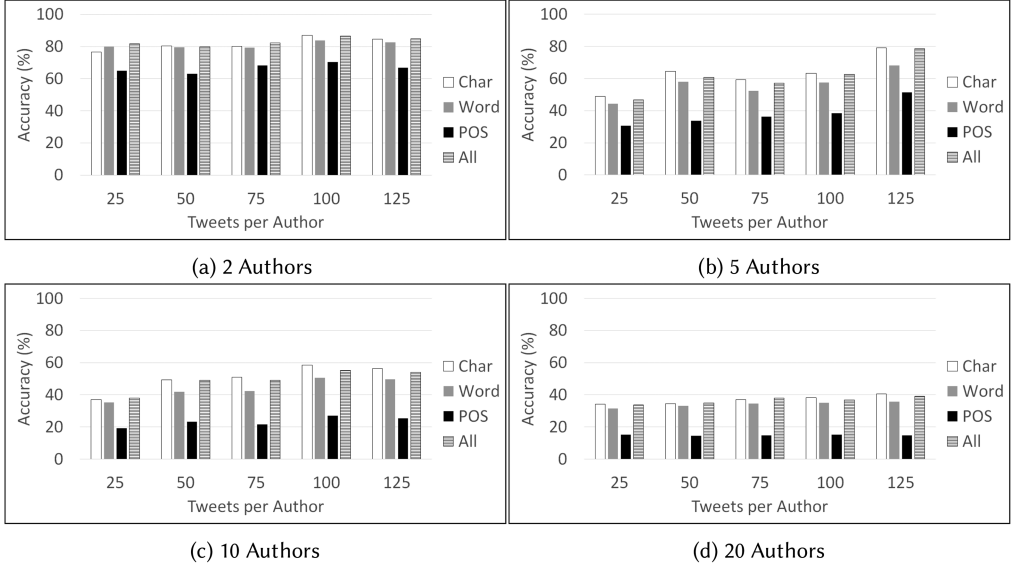 100
80
60
40
20
0
Accuracy (%)
25 50 75 100 125
Tweets per Author
Char
Word
POS
All
(a) 2 Authors
100
80
60
40
20
0
Accuracy (%)
25 50 75 100 125
Tweets per Author
Char
Word
POS
All
(b) 5 Authors
100
80
60
40
20
0
Accuracy (%)
25 50 75 100 125
Tweets per Author
Char
Word
POS
All
(c) 10 Authors
100
80
60
40
20
0
Accuracy (%)
25 50 75 100 125
Tweets per Author
Char
Word
POS
All
(d) 20 Authors